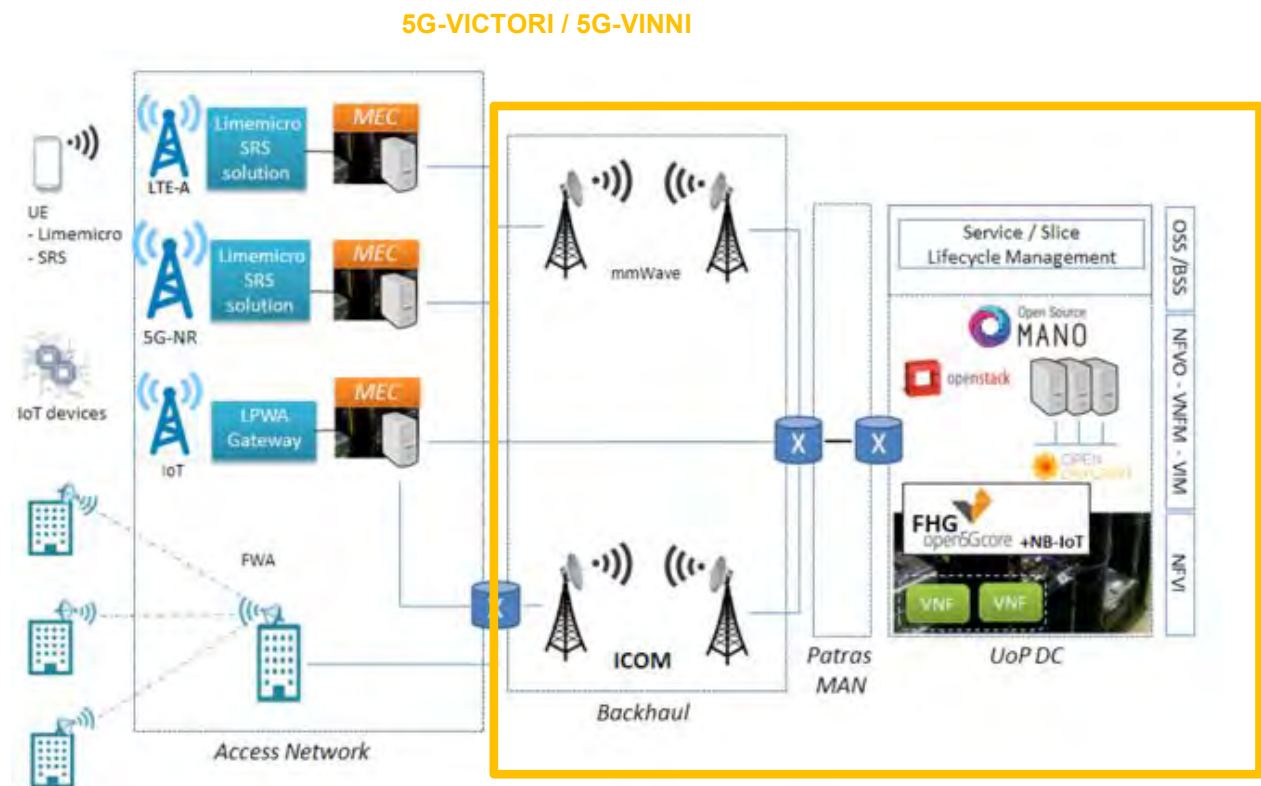 5G-VICTORI / 5G-VINNI
UE
- Limemicro
- SRS
IoT devices
LTE-A
Limemicro
SRS
solution
MEC
5G-NR
Limemicro
SRS
solution
MEC
IoT
LPWA
Gateway
MEC
FWA
Access Network
X
mmWave
ICOM
Backhaul
X
X
Patras
MAN
Service / Slice
Lifecycle Management
Open Source
MANO
openstack
OPEN
FHG
open5Gcore +NB-IoT
VNF
VNF
UoP DC
OSS /BSS
NFVO - VNFM - VIM
NFVI